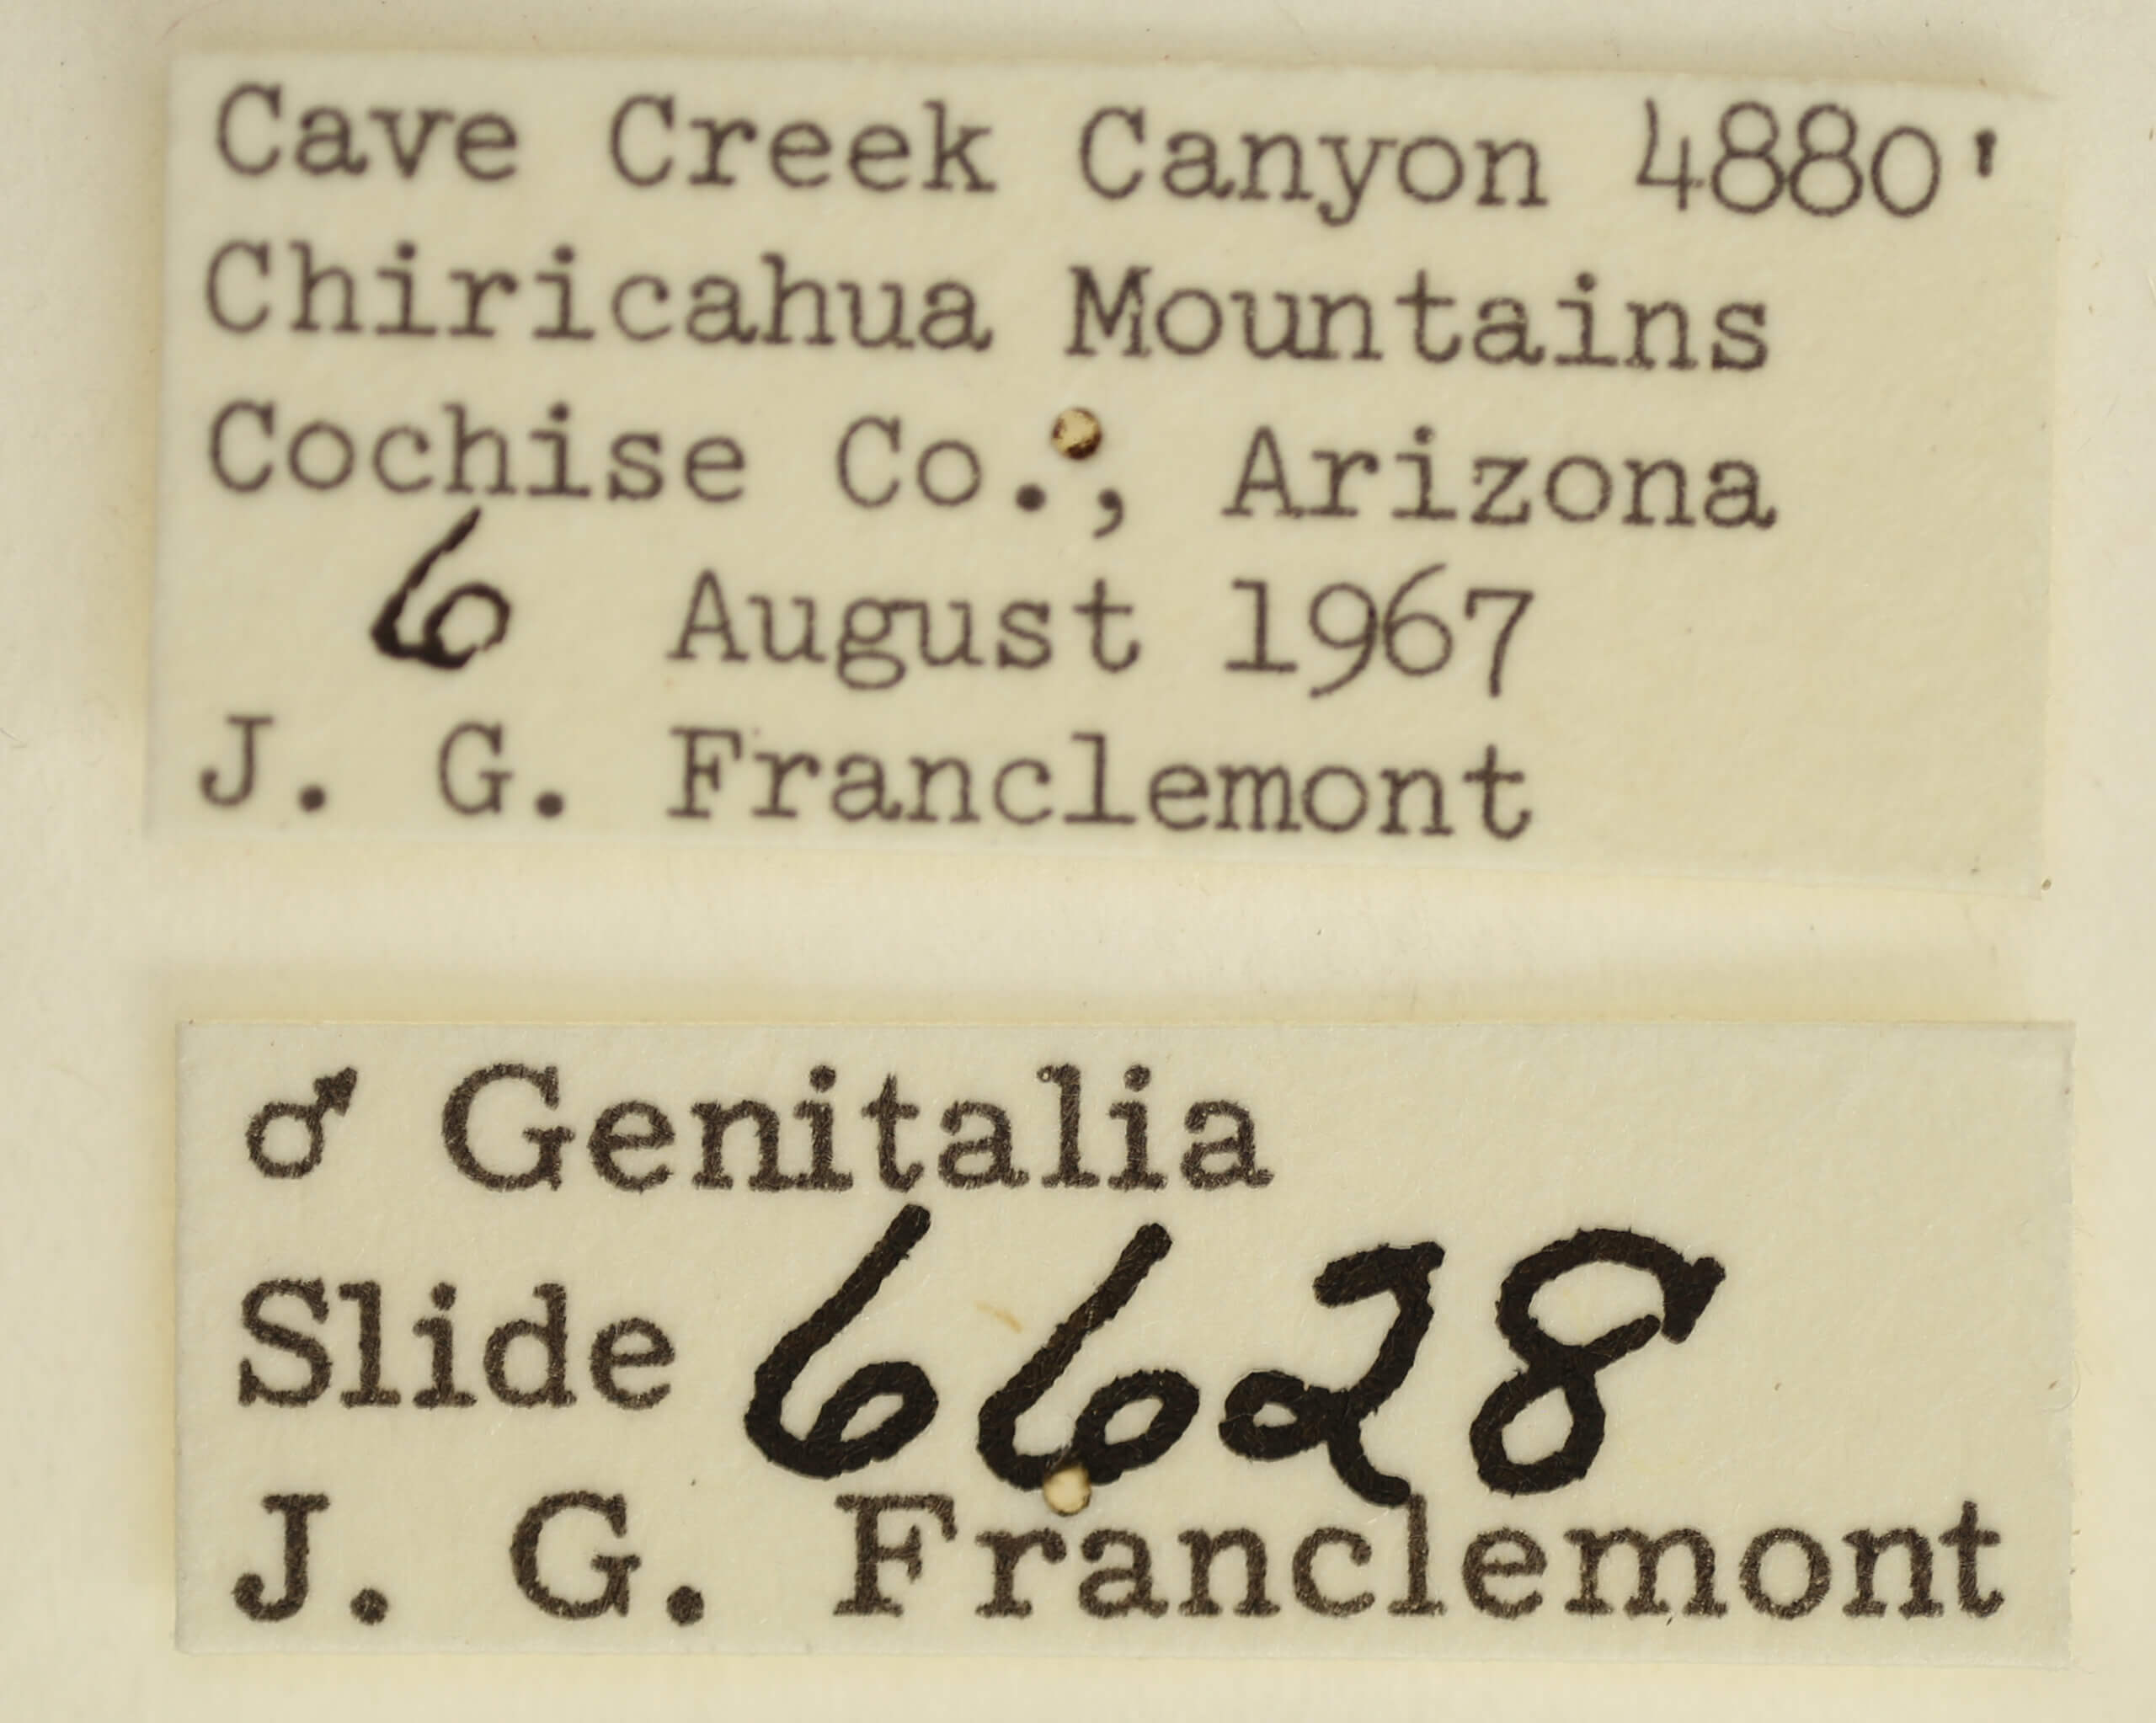 Cave Creek Canyon 4880'
Chiricahua Mountains
Cochise Co., Arizona
6 August 1967
J. G. Franclemont
♂ Genitalia
Slide 6628
J. G. Franclemont